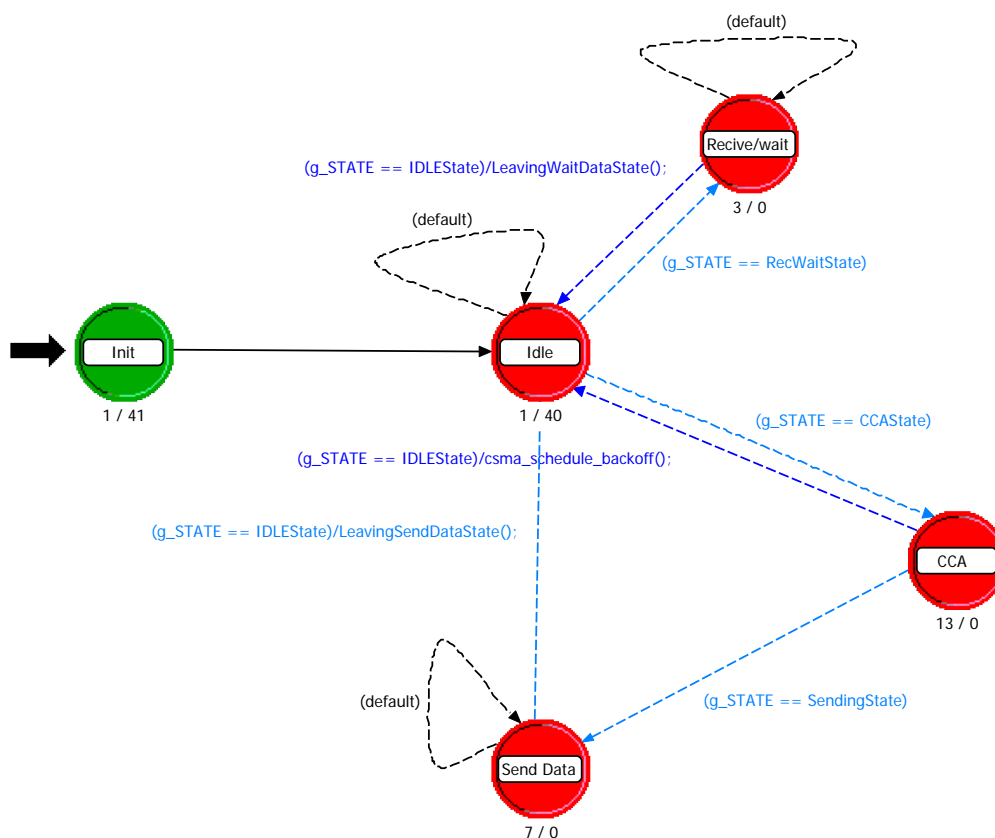 (default)
Recive/wait
(g_STATE == IDLEState)/LeavingWaitDataState();
3 / 0
(default)
(g_STATE == RecWaitState)
Init
Idle
1 / 41
1 / 40
(g_STATE == CCAState)
(g_STATE == IDLEState)/csma_schedule_backoff();
(g_STATE == IDLEState)/LeavingSendDataState();
CCA
13 / 0
(default)
(g_STATE == SendingState)
Send Data
7 / 0